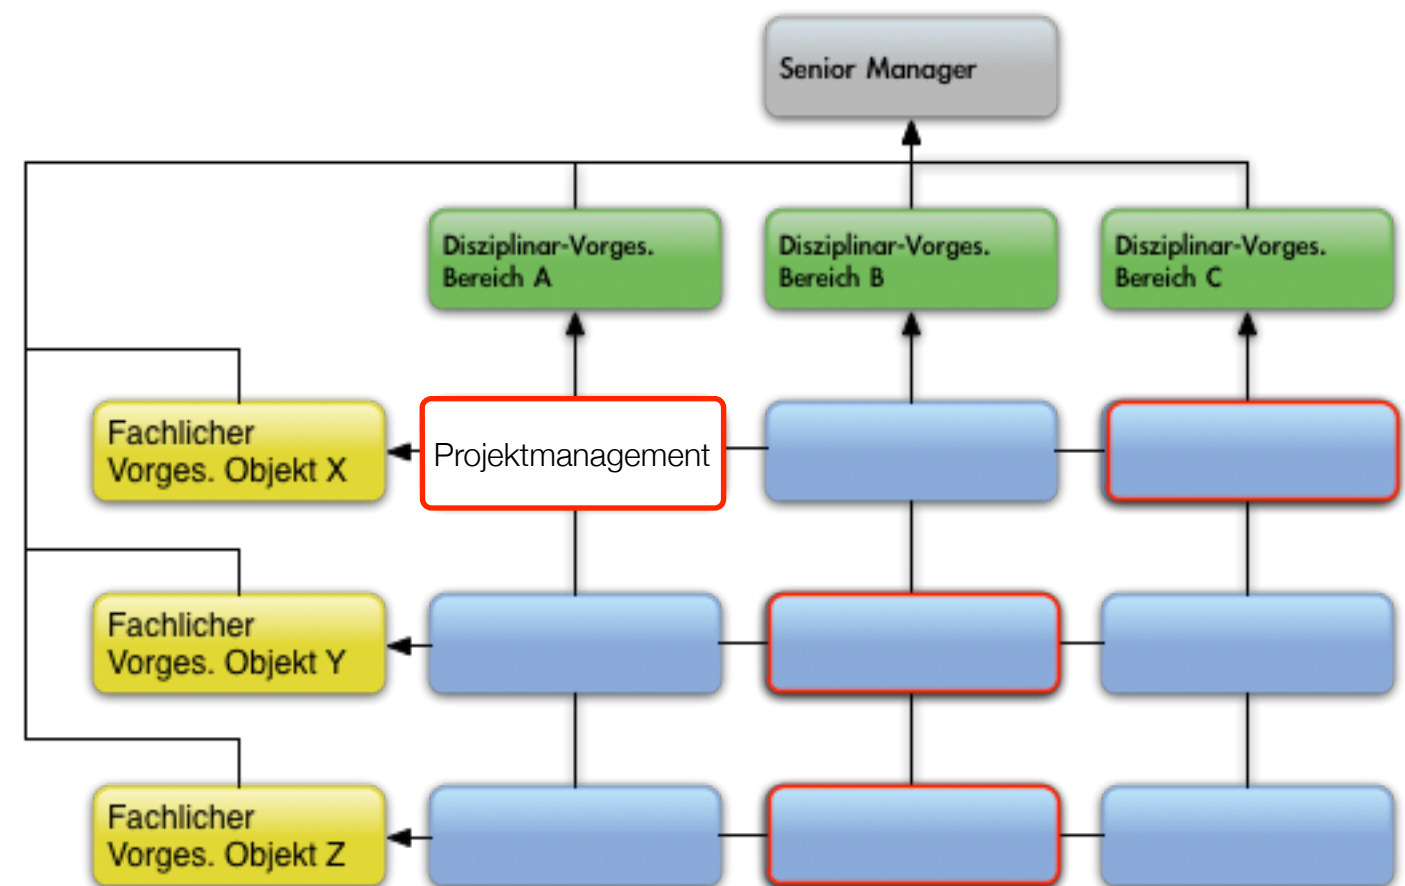 Senior Manager
Disziplinar-Vorges.
Bereich A
Disziplinar-Vorges.
Bereich B
Disziplinar-Vorges.
Bereich C
Fachlicher
Vorges. Objekt X
Projektmanagement
Fachlicher
Vorges. Objekt Y
Fachlicher
Vorges. Objekt Z